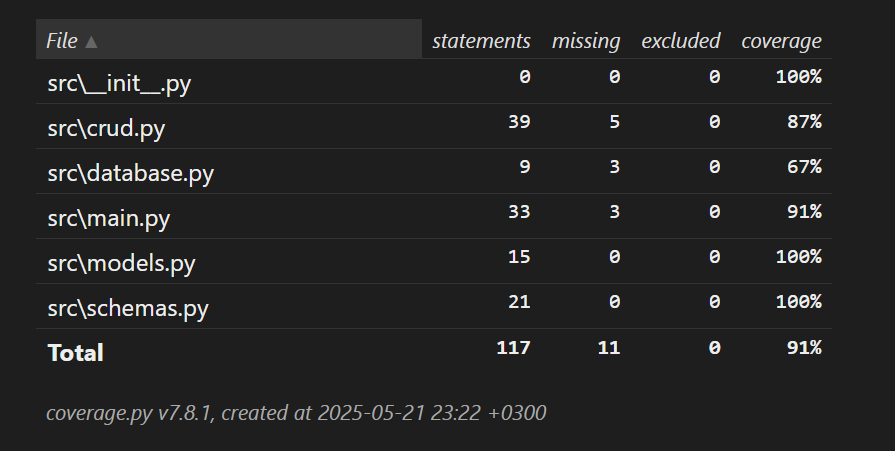 File ▲ statements missing excluded coverage
src\__init__.py 0 0 0 100%
src\crud.py 39 5 0 87%
src\database.py 9 3 0 67%
src\main.py 33 3 0 91%
src\models.py 15 0 0 100%
src\schemas.py 21 0 0 100%
Total 117 11 0 91%
coverage.py v7.8.1, created at 2025-05-21 23:22 +0300